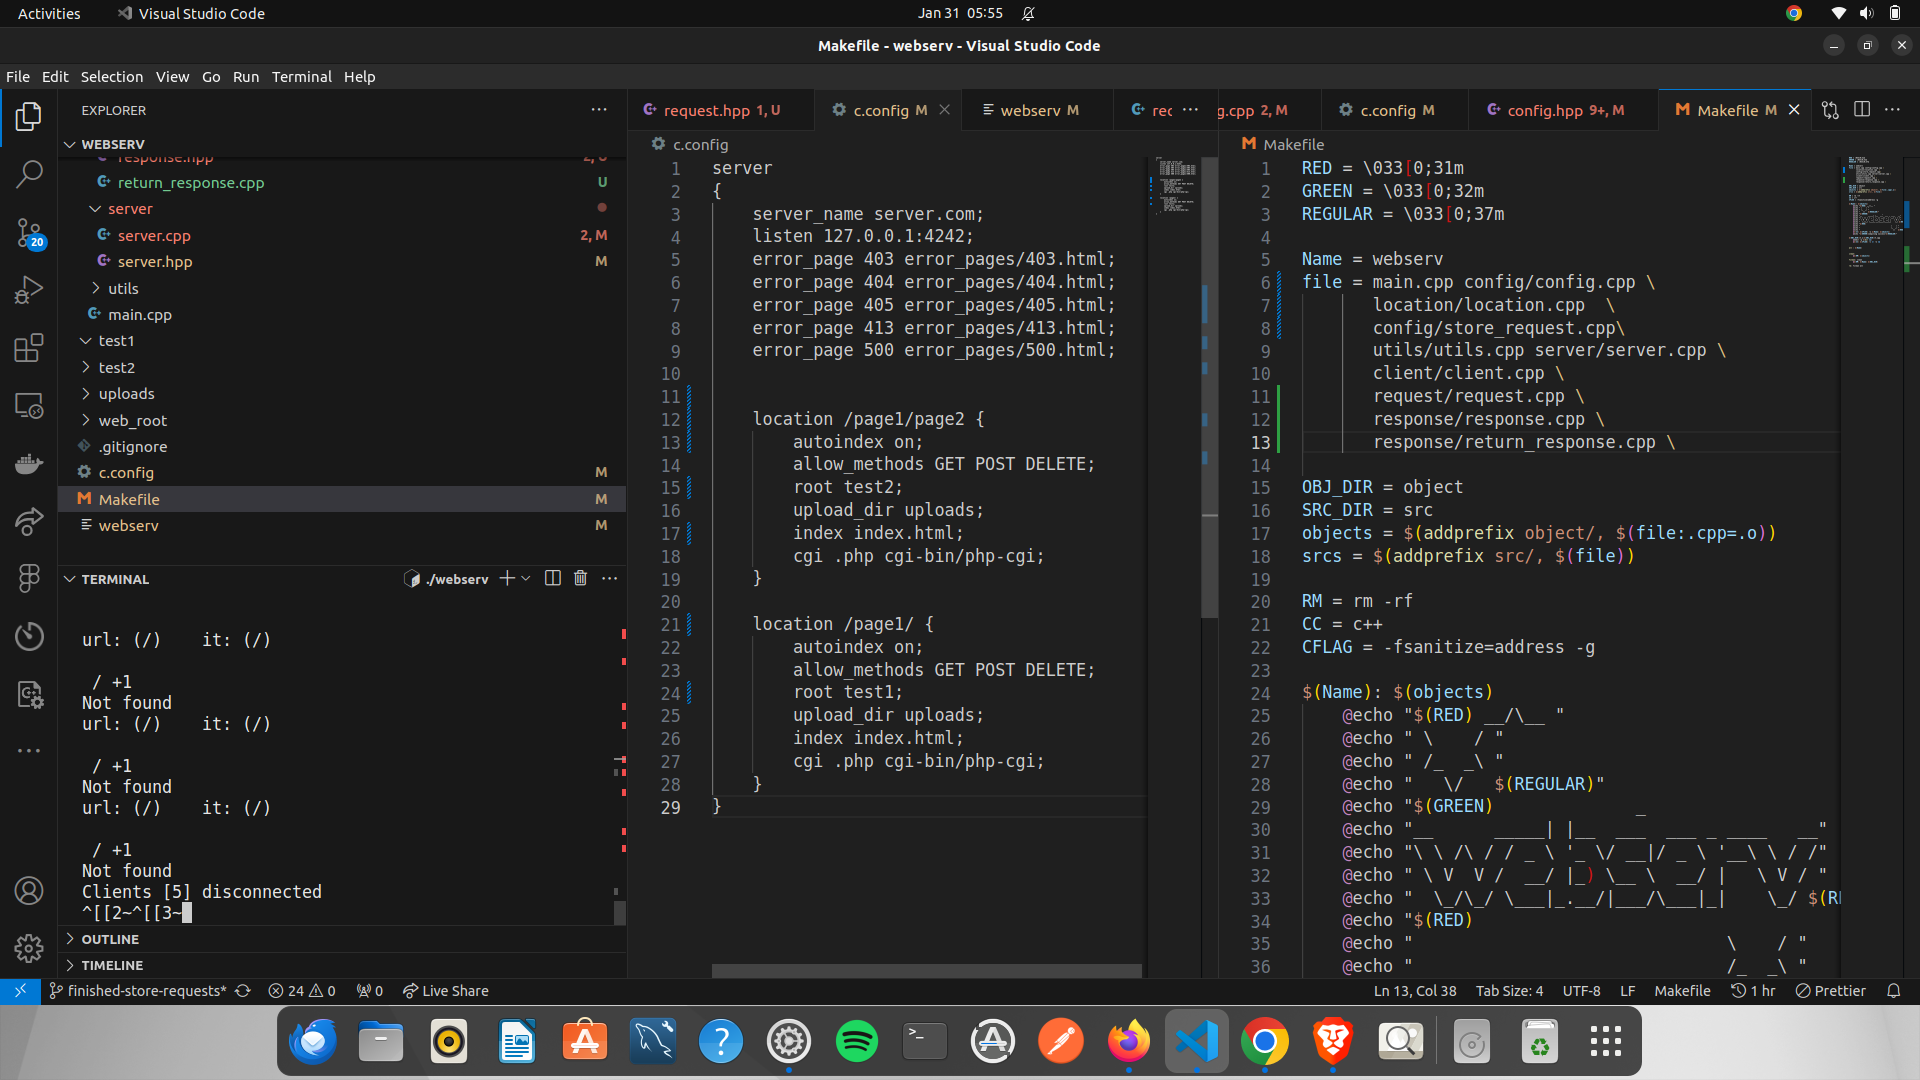 Activities
Visual Studio Code
Jan 31 05:55
Makefile - webserv - Visual Studio Code
File Edit Selection View Go Run Terminal Help
EXPLORER
WEBSERV
response.hpp 2, U
return_response.cpp U
server
server.cpp 2, M
server.hpp M
utils
main.cpp
test1
test2
uploads
web_root
.gitignore
c.config M
Makefile M
webserv M
20
TERMINAL
./webserv
url: (/)    it: (/)
/ +1
Not found
url: (/)    it: (/)
/ +1
Not found
url: (/)    it: (/)
/ +1
Not found
Clients [5] disconnected
^[[2~^[[3~
OUTLINE
TIMELINE
request.hpp 1, U
c.config M
webserv M
rec
c.config
1 server
2 {
3     server_name server.com;
4     listen 127.0.0.1:4242;
5     error_page 403 error_pages/403.html;
6     error_page 404 error_pages/404.html;
7     error_page 405 error_pages/405.html;
8     error_page 413 error_pages/413.html;
9     error_page 500 error_pages/500.html;
10
11
12     location /page1/page2 {
13         autoindex on;
14         allow_methods GET POST DELETE;
15         root test2;
16         upload_dir uploads;
17         index index.html;
18         cgi .php cgi-bin/php-cgi;
19     }
20
21     location /page1/ {
22         autoindex on;
23         allow_methods GET POST DELETE;
24         root test1;
25         upload_dir uploads;
26         index index.html;
27         cgi .php cgi-bin/php-cgi;
28     }
29 }
g.cpp 2, M
c.config M
config.hpp 9+, M
Makefile M
Makefile
1 RED = \033[0;31m
2 GREEN = \033[0;32m
3 REGULAR = \033[0;37m
4
5 Name = webserv
6 file = main.cpp config/config.cpp \
7        location/location.cpp  \
8        config/store_request.cpp\
9        utils/utils.cpp server/server.cpp \
10        client/client.cpp \
11        request/request.cpp \
12        response/response.cpp \
13        response/return_response.cpp \
14
15 OBJ_DIR = object
16 SRC_DIR = src
17 objects = $(addprefix object/, $(file:.cpp=.o))
18 srcs = $(addprefix src/, $(file))
19
20 RM = rm -rf
21 CC = c++
22 CFLAG = -fsanitize=address -g
23
24 $(Name): $(objects)
25     @echo "$(RED) __/\__ "
26     @echo " \    / "
27     @echo " /_  _\ "
28     @echo "   \/   $(REGULAR)"
29     @echo "$(GREEN)              _
30     @echo "__      _____| |__  ___  ___ _ ____   __"
31     @echo "\ \ /\ / / _ \ '_ \/ __|/ _ \ '__\ \ / /"
32     @echo " \ V  V /  __/ |_) \__ \  __/ |   \ V / "
33     @echo "  \_/\_/ \___|_.__/|___/\___|_|    \_/ $(RE
34     @echo "$(RED)
35     @echo "                               \    / "
36     @echo "                               /_  _\ "
finished-store-requests* 24 0 0 Live Share
Ln 13, Col 38 Tab Size: 4 UTF-8 LF Makefile 1 hr Prettier